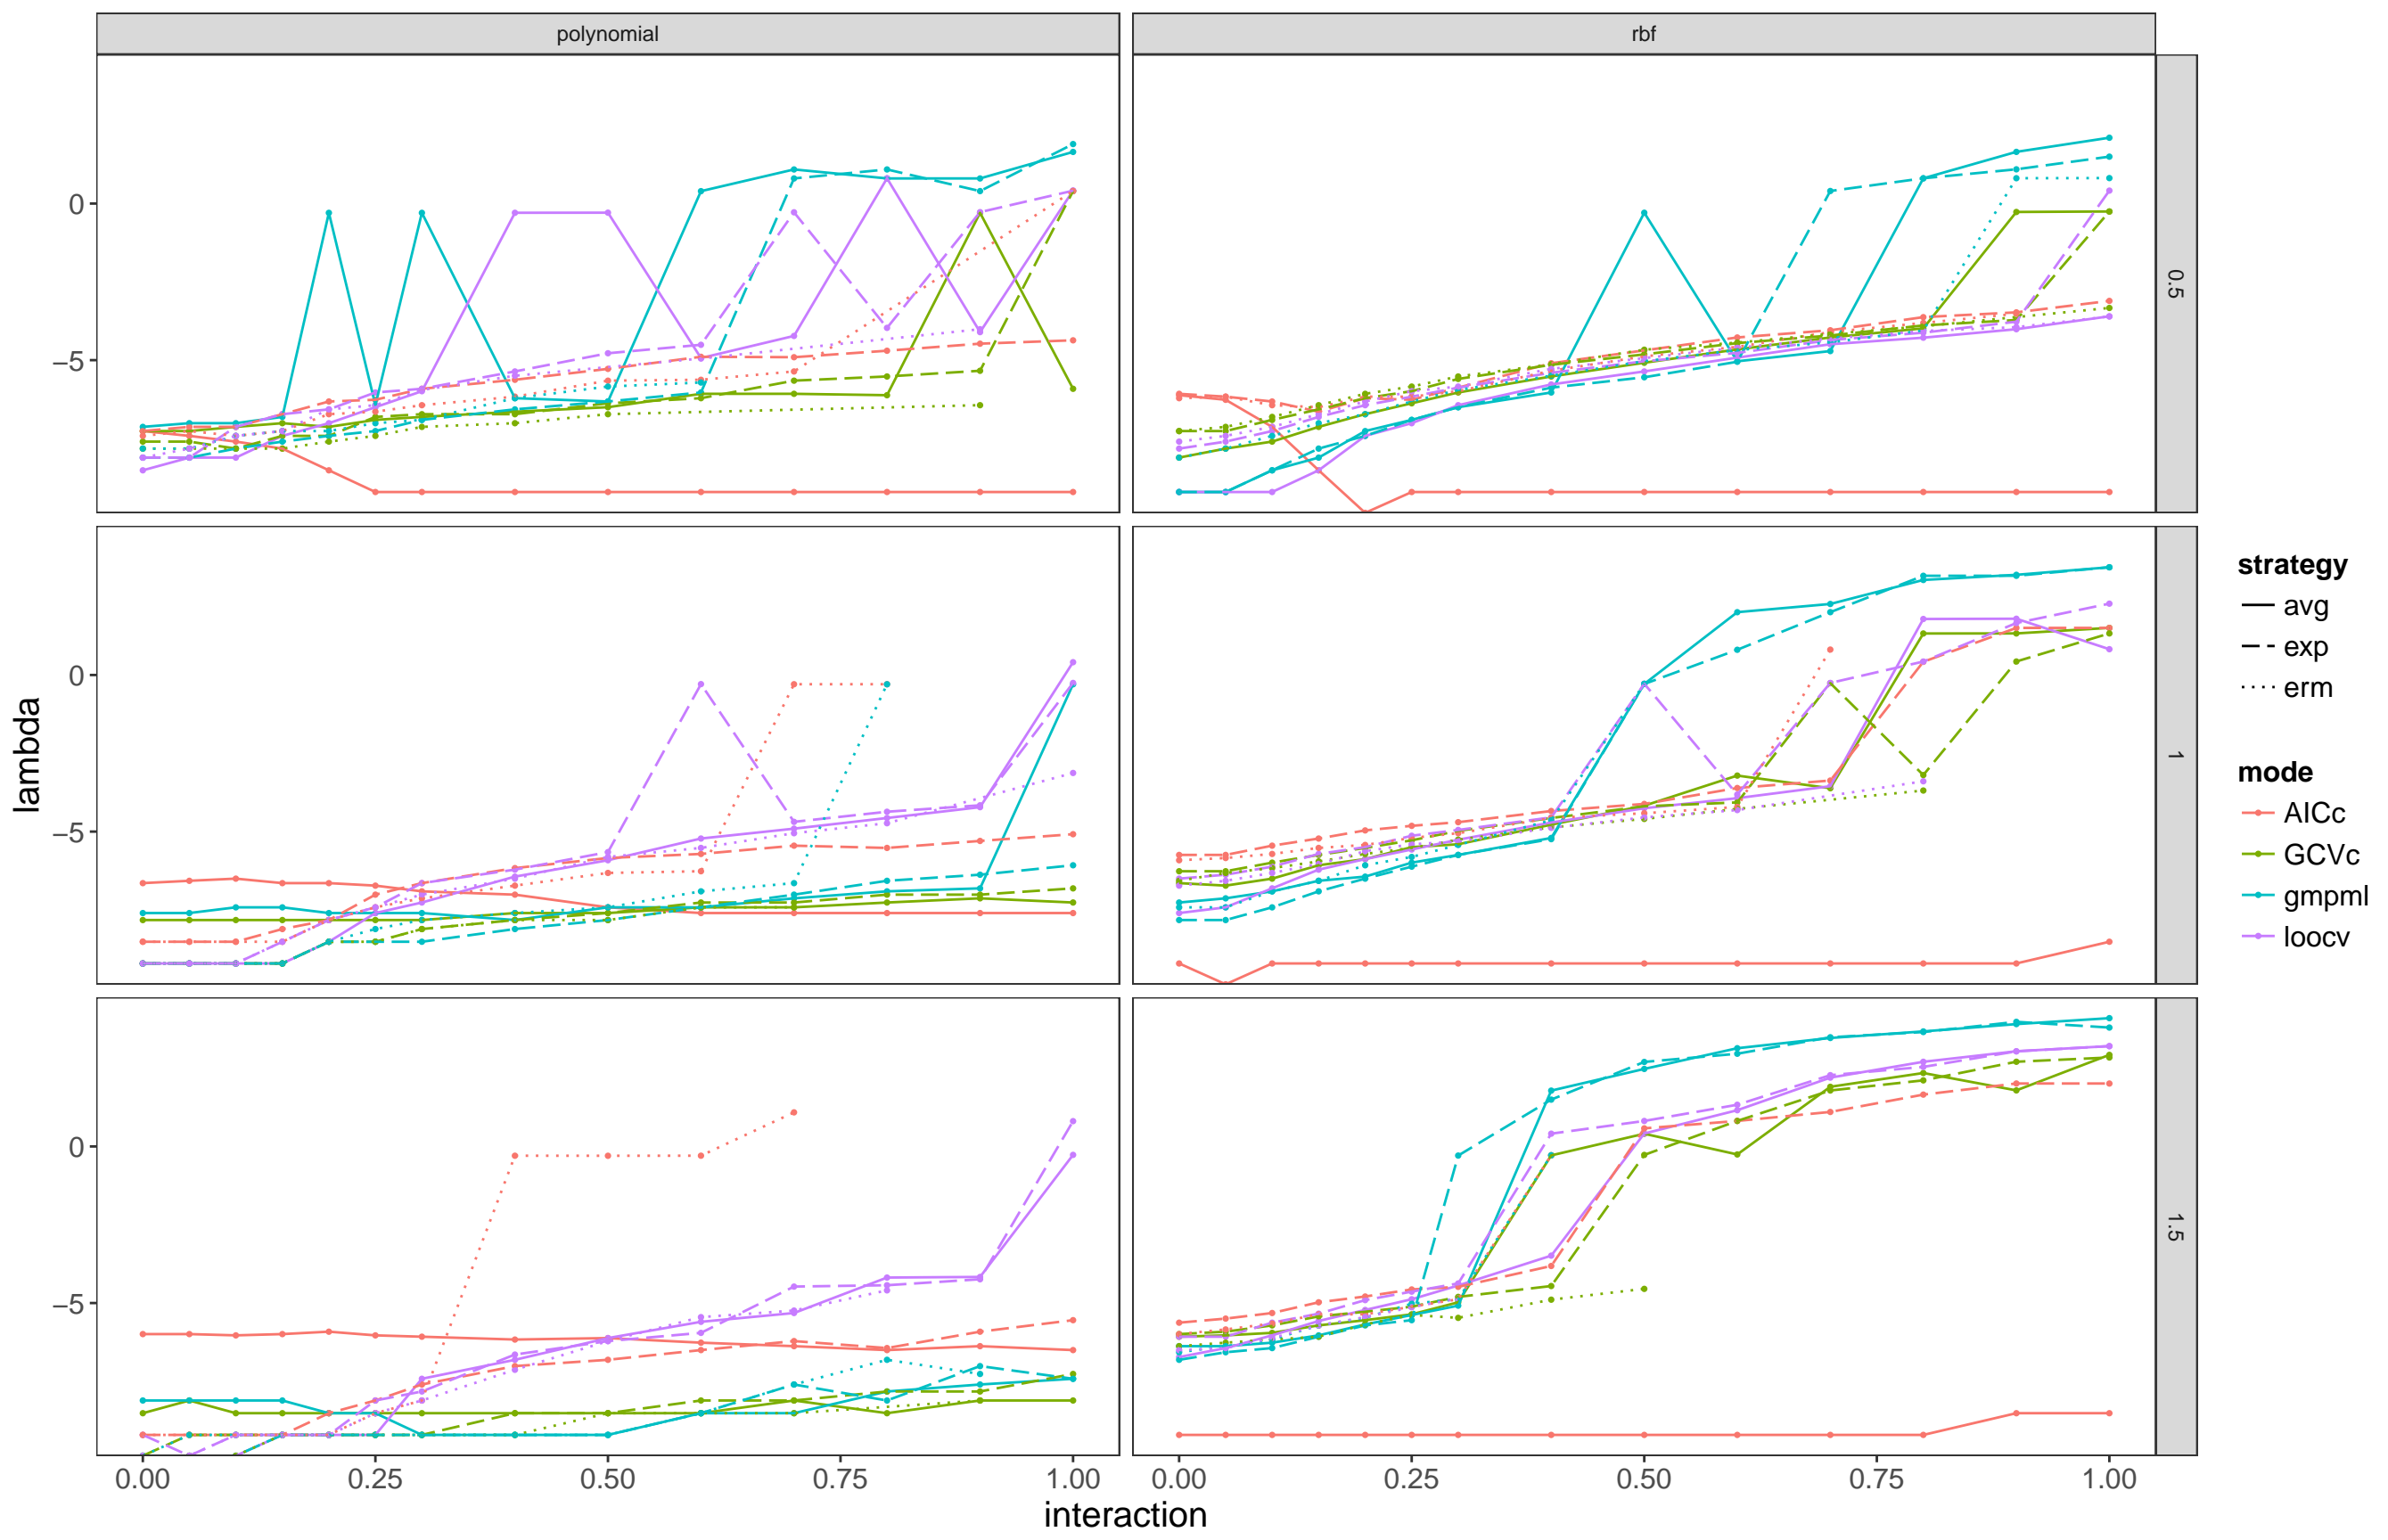 polynomial
rbf
0
−5
0.5
0
−5
1
0
−5
1.5
0.00
0.25
0.50
0.75
1.00
0.00
0.25
0.50
0.75
1.00
interaction
lambda
strategy
avg
exp
erm
mode
AICc
GCVc
gmpml
loocv